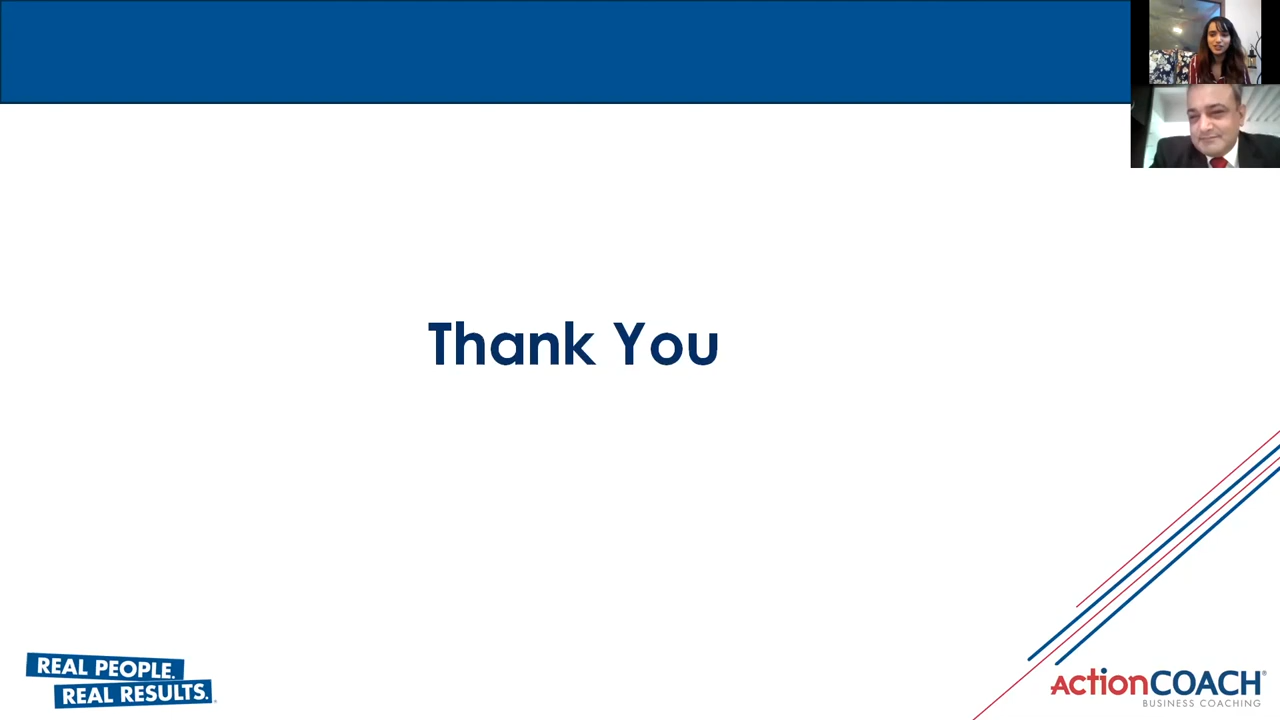 Thank You
REAL PEOPLE.
REAL RESULTS.
ActionCOACH®
BUSINESS COACHING